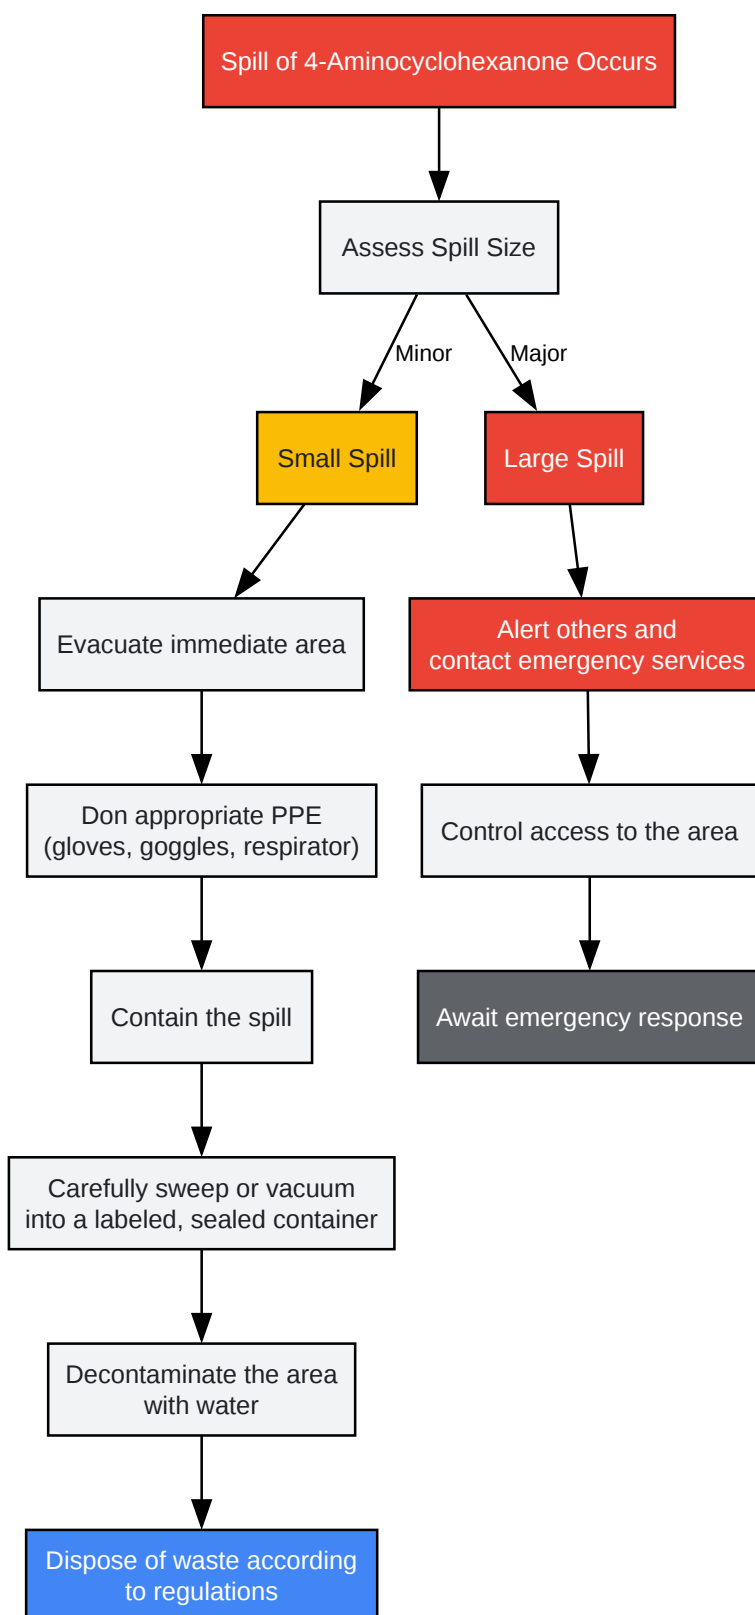 Spill of 4-Aminocyclohexanone Occurs
Assess Spill Size
Minor
Major
Small Spill
Large Spill
Evacuate immediate area
Alert others and
contact emergency services
Don appropriate PPE
(gloves, goggles, respirator)
Control access to the area
Contain the spill
Await emergency response
Carefully sweep or vacuum
into a labeled, sealed container
Decontaminate the area
with water
Dispose of waste according
to regulations